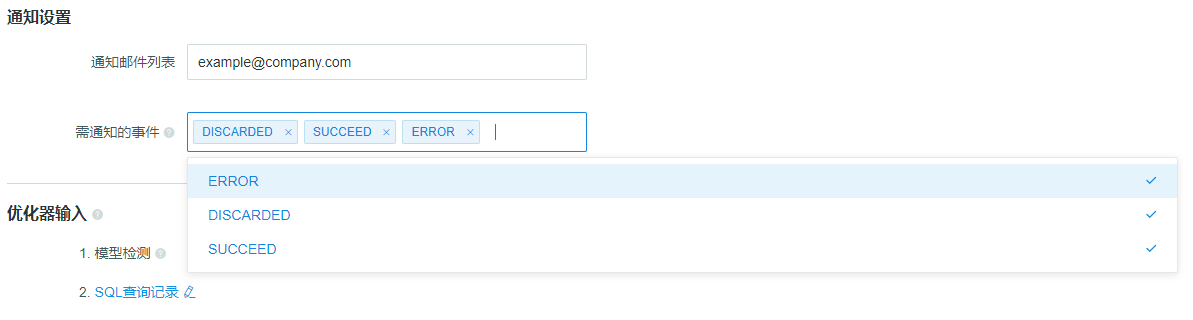 通知设置
通知邮件列表 example@company.com
需通知的事件 DISCARDED SUCCEED ERROR
ERROR
DISCARDED
SUCCEED
优化器输入
1. 模型检测
2. SQL查询记录